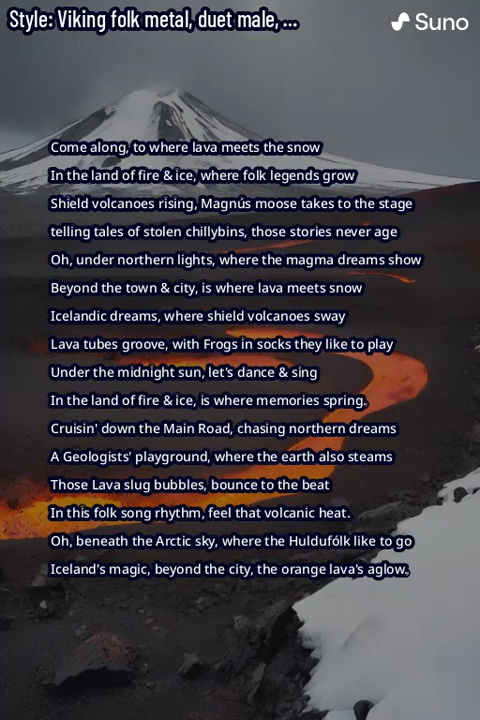 Style: Viking folk metal, duet male, ...
Suno
Come along, to where lava meets the snow
In the land of fire & ice, where folk legends grow
Shield volcanoes rising, Magnús moose takes to the stage
telling tales of stolen chillybins, those stories never age
Oh, under northern lights, where the magma dreams show
Beyond the town & city, is where lava meets snow
Icelandic dreams, where shield volcanoes sway
Lava tubes groove, with Frogs in socks they like to play
Under the midnight sun, let's dance & sing
In the land of fire & ice, is where memories spring.
Cruisin' down the Main Road, chasing northern dreams
A Geologists' playground, where the earth also steams
Those Lava slug bubbles, bounce to the beat
In this folk song rhythm, feel that volcanic heat.
Oh, beneath the Arctic sky, where the Huldufólk like to go
Iceland's magic, beyond the city, the orange lava's aglow.